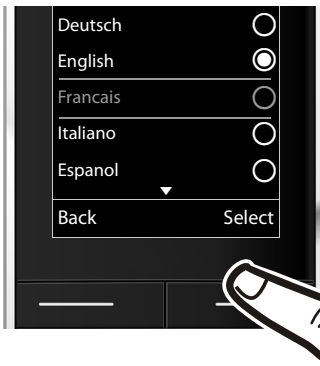 Deutsch
English
Francais
Italiano
Espanol
Back Select